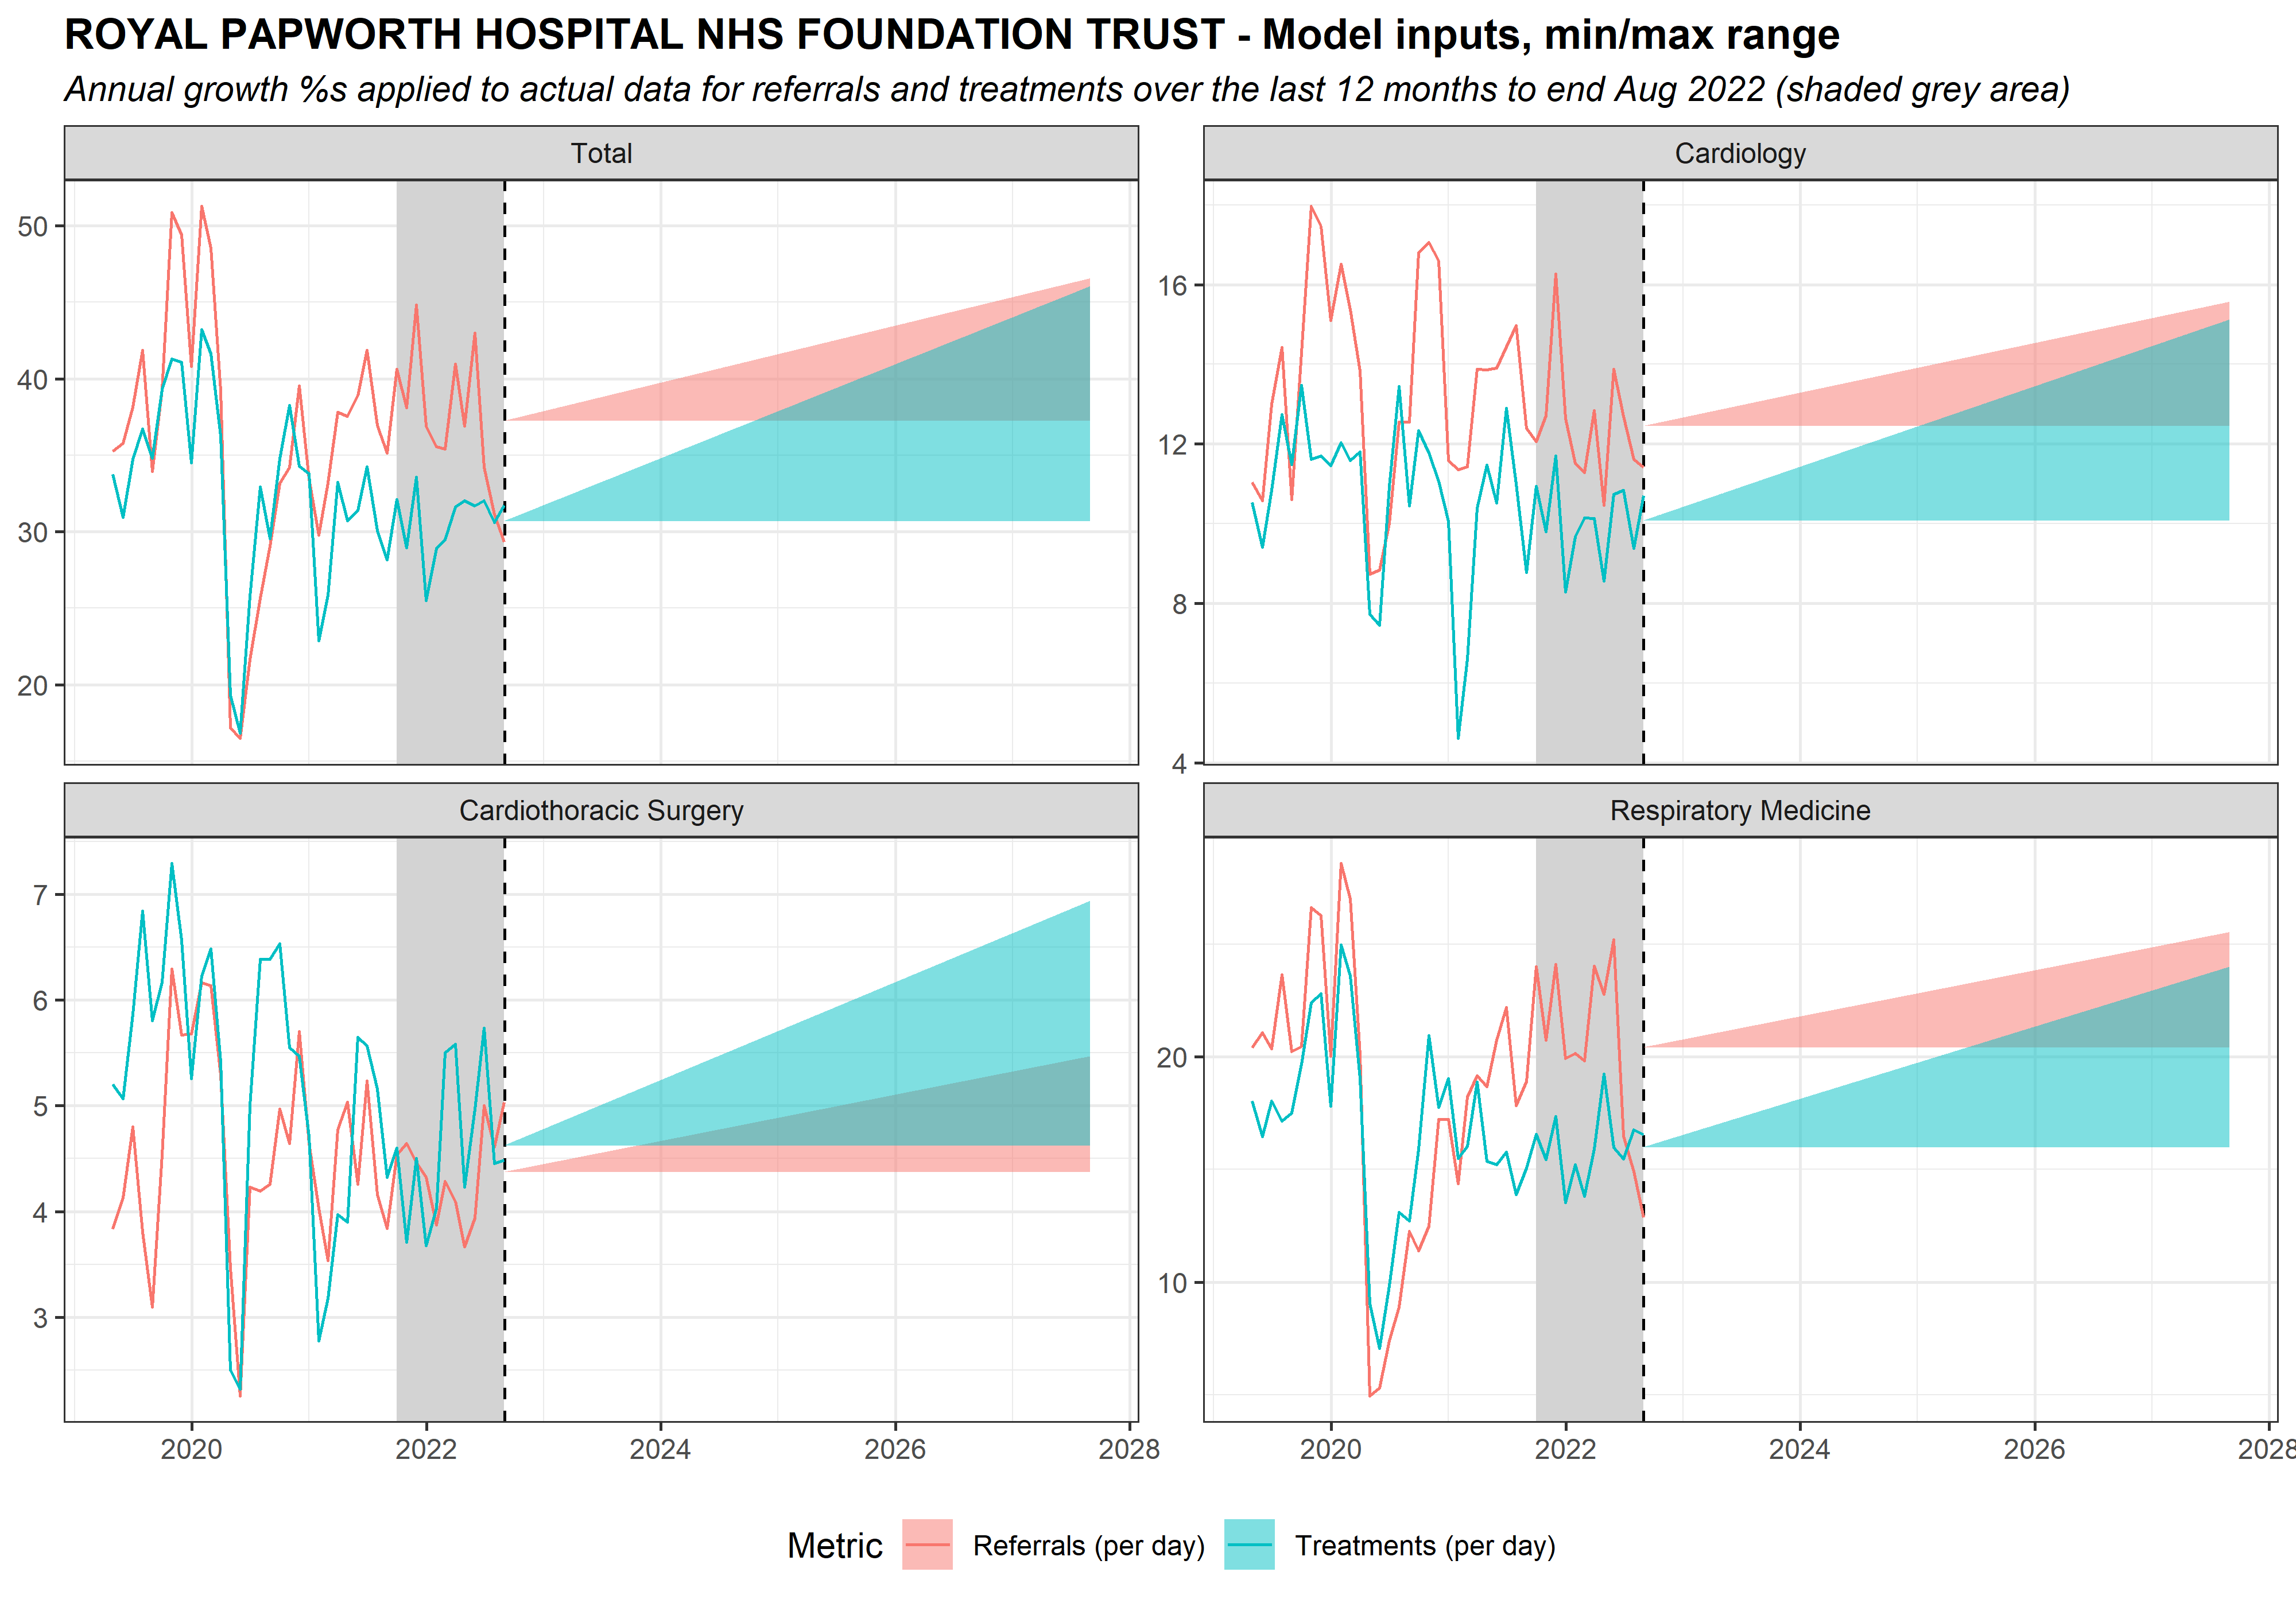 ROYAL PAPWORTH HOSPITAL NHS FOUNDATION TRUST - Model inputs, min/max range
Annual growth %s applied to actual data for referrals and treatments over the last 12 months to end Aug 2022 (shaded grey area)
Total
50
40
30
20
Cardiology
16
12
8
4
Cardiothoracic Surgery
7
6
5
4
3
2020 2022 2024 2026 2028
Respiratory Medicine
20
10
2020 2022 2024 2026 2028
Metric Referrals (per day) Treatments (per day)